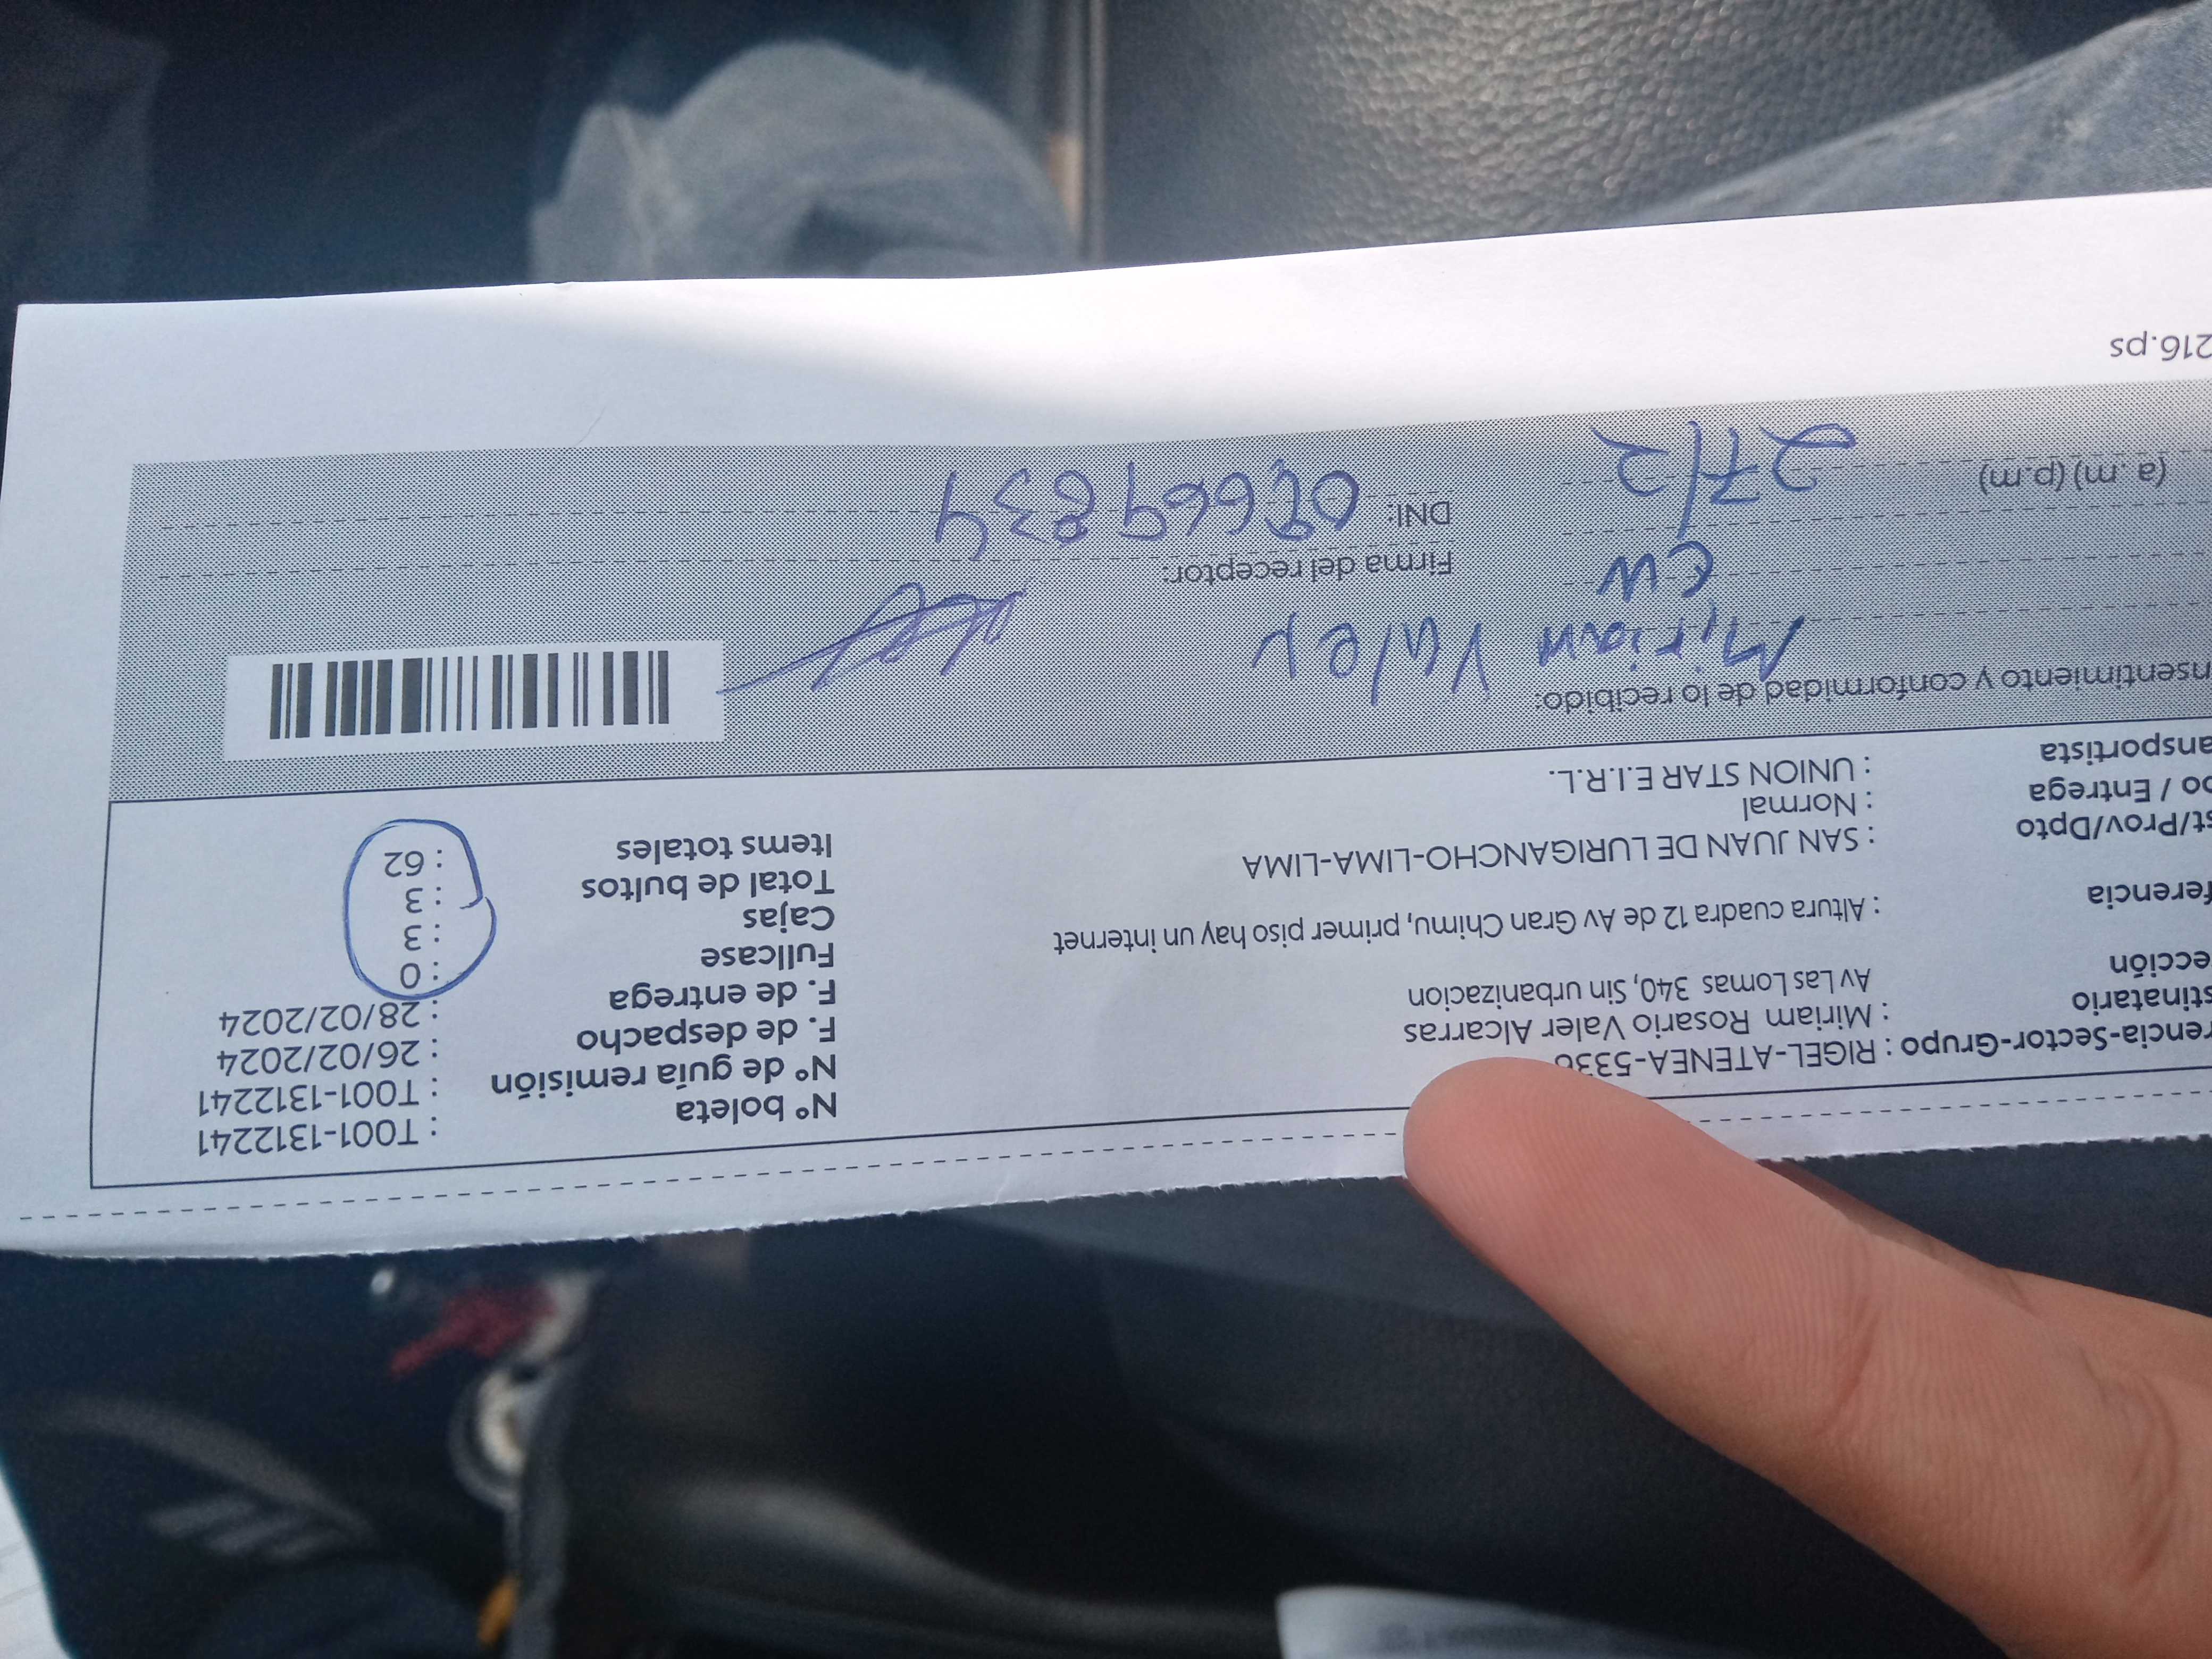 rencia-Sector-Grupo : RIGEL-ATENEA-533
stinatario : Miriam Rosario Valer Alcarras
ección Av Las Lomas 340, Sin urbanizacion
ferencia : Altura cuadra 12 de Av Gran Chimu, primer piso hay un internet
st/Prov/Dpto : SAN JUAN DE LURIGANCHO-LIMA-LIMA
po / Entrega : Normal
ansportista : UNION STAR E.I.R.L.
N° boleta : T001-1312241
N° de guía remisión : T001-1312241
F. de despacho : 26/02/2024
F. de entrega : 28/02/2024
Fullcase : 0
Cajas : 3
Total de bultos : 3
Items totales : 62
nsentimiento y conformidad de lo recibido:
Miriam Valer
Firma del receptor:
(a.m) (p.m) 27/2
DNI:
216.ps